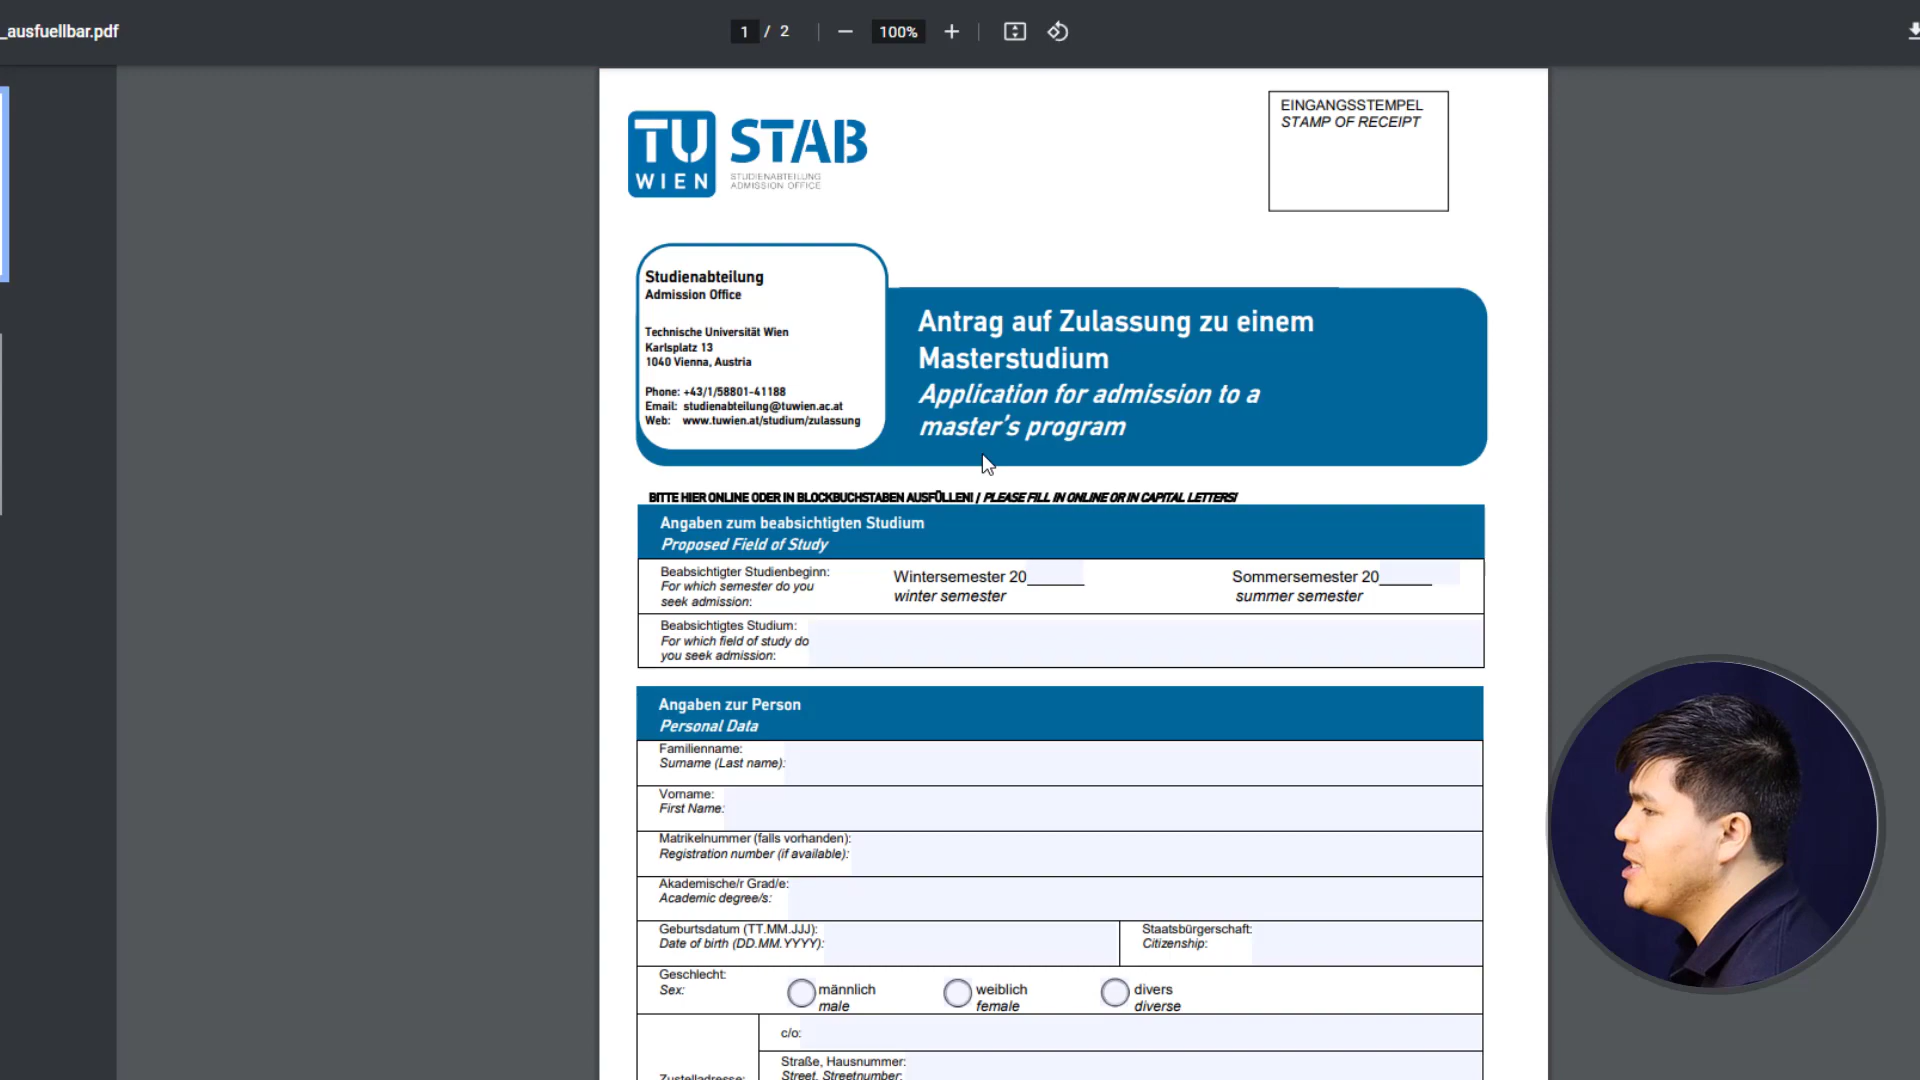 _ausfuellbar.pdf
1 / 2
100%
TU
WIEN
STAB
STUDIENABTEILUNG
ADMISSION OFFICE
EINGANGSSTEMPEL
STAMP OF RECEIPT
Studienabteilung
Admission Office
Technische Universität Wien
Karlsplatz 13
1040 Vienna, Austria
Phone: +43/1/58801-41188
Email: studienabteilung@tuwien.ac.at
Web: www.tuwien.at/studium/zulassung
Antrag auf Zulassung zu einem
Masterstudium
Application for admission to a
master's program
BITTE HIER ONLINE ODER IN BLOCKBUCHSTABEN AUSFÜLLEN! / PLEASE FILL IN ONLINE OR IN CAPITAL LETTERS!
Angaben zum beabsichtigten Studium
Proposed Field of Study
Beabsichtigter Studienbeginn:
For which semester do you
seek admission:
Wintersemester 20______
winter semester
Sommersemester 20______
summer semester
Beabsichtigtes Studium:
For which field of study do
you seek admission:
Angaben zur Person
Personal Data
Familienname:
Surname (Last name):
Vorname:
First Name:
Matrikelnummer (falls vorhanden):
Registration number (if available):
Akademische/r Grad/e:
Academic degree/s:
Geburtsdatum (TT.MM.JJJ):
Date of birth (DD.MM.YYYY):
Staatsbürgerschaft:
Citizenship:
Geschlecht:
Sex:
männlich
male
weiblich
female
divers
diverse
c/o:
Straße, Hausnummer:
Street, Streetnumber:
Zustelladresse: